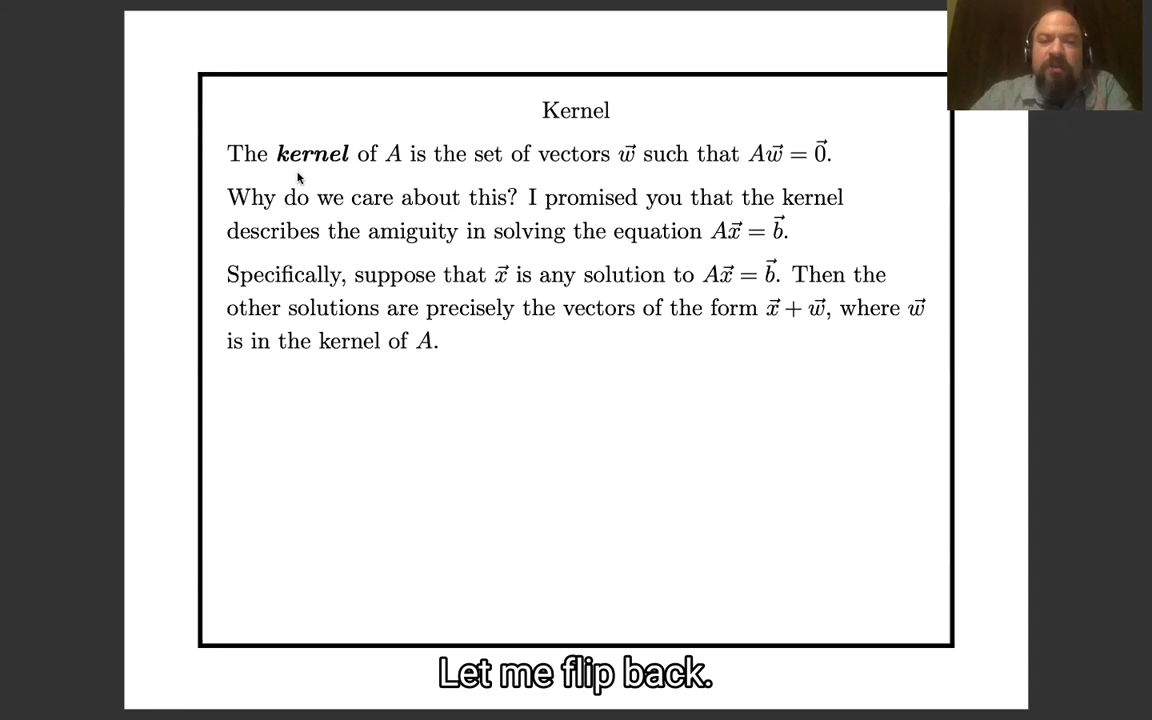 Kernel
The kernel of A is the set of vectors w⃗ such that Aw⃗ = 0⃗.
Why do we care about this? I promised you that the kernel
describes the amiguity in solving the equation Ax⃗ = b⃗.
Specifically, suppose that x⃗ is any solution to Ax⃗ = b⃗. Then the
other solutions are precisely the vectors of the form x⃗ + w⃗, where w⃗
is in the kernel of A.
Let me flip back.